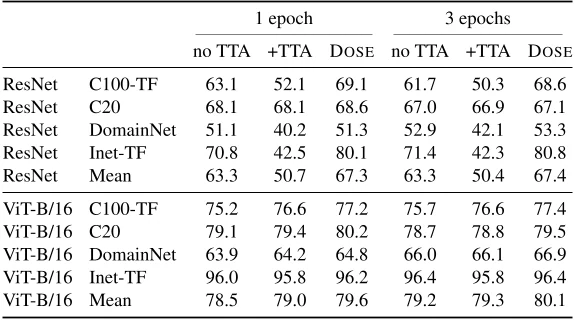 1 epoch 3 epochs
no TTA +TTA DOSE no TTA +TTA DOSE
ResNet C100-TF 63.1 52.1 69.1 61.7 50.3 68.6
ResNet C20 68.1 68.1 68.6 67.0 66.9 67.1
ResNet DomainNet 51.1 40.2 51.3 52.9 42.1 53.3
ResNet Inet-TF 70.8 42.5 80.1 71.4 42.3 80.8
ResNet Mean 63.3 50.7 67.3 63.3 50.4 67.4
ViT-B/16 C100-TF 75.2 76.6 77.2 75.7 76.6 77.4
ViT-B/16 C20 79.1 79.4 80.2 78.7 78.8 79.5
ViT-B/16 DomainNet 63.9 64.2 64.8 66.0 66.1 66.9
ViT-B/16 Inet-TF 96.0 95.8 96.2 96.4 95.8 96.4
ViT-B/16 Mean 78.5 79.0 79.6 79.2 79.3 80.1